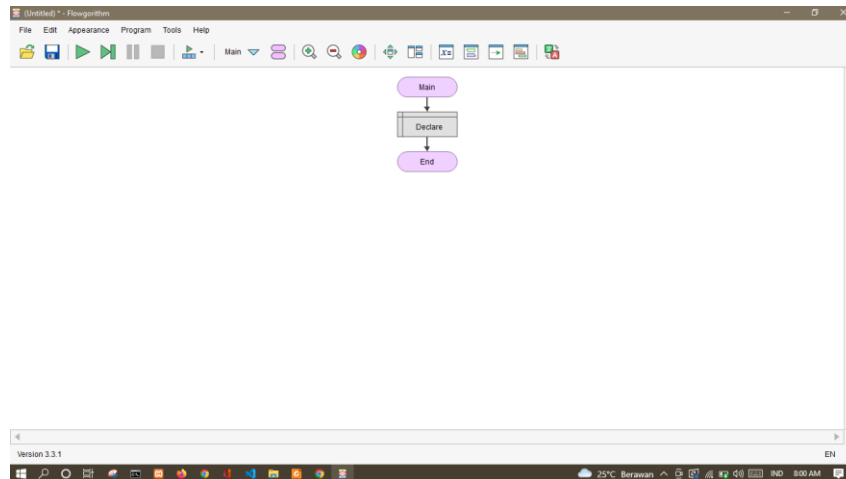 (Untitled) * - Flowgorithm
File Edit Appearance Program Tools Help
Main
Main
Declare
End
Version 3.3.1 EN
25°C Berawan IND 8:00 AM